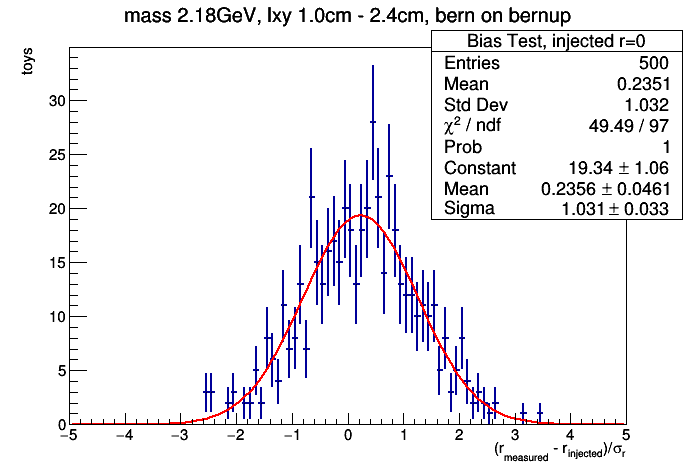 mass 2.18GeV, lxy 1.0cm - 2.4cm, bern on bernup
Bias Test, injected r=0
Entries 500
Mean 0.2351
Std Dev 1.032
χ² / ndf 49.49 / 97
Prob 1
Constant 19.34 ± 1.06
Mean 0.2356 ± 0.0461
Sigma 1.031 ± 0.033
toys
30
25
20
15
10
5
0
−5 −4 −3 −2 −1 0 1 2 3 4 5
(r_measured - r_injected)/σ_r